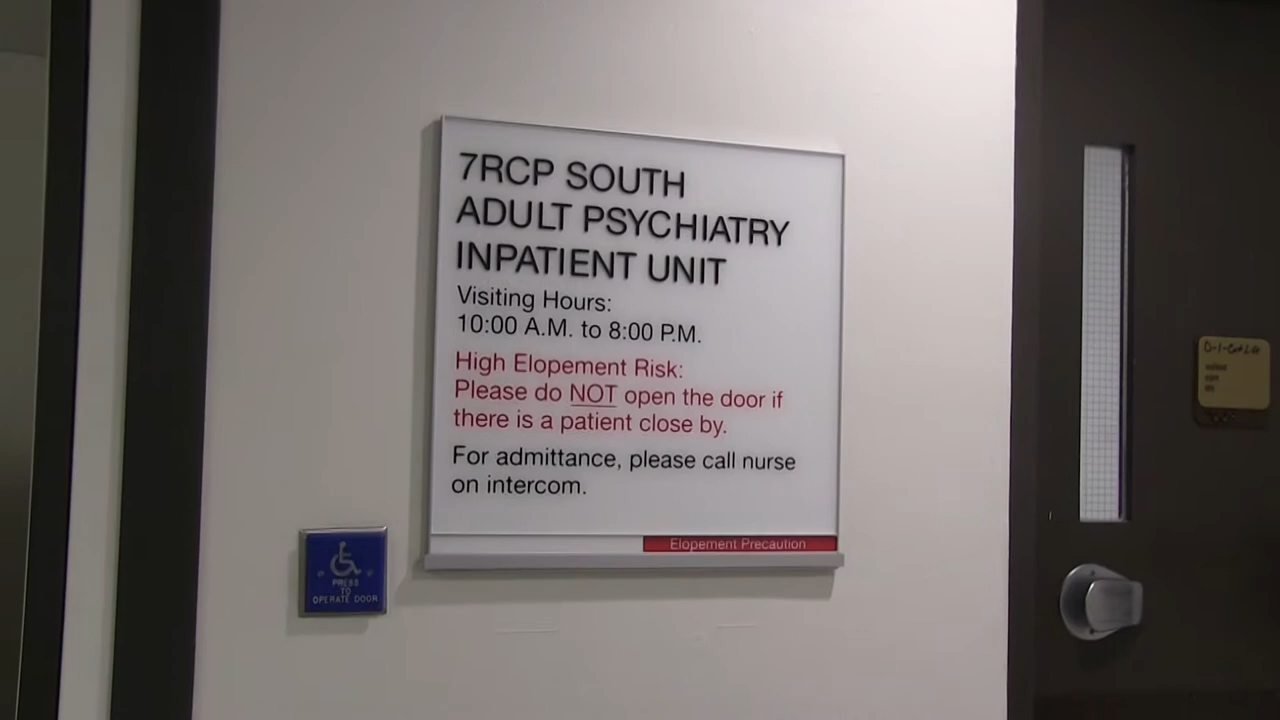 7RCP SOUTH
ADULT PSYCHIATRY
INPATIENT UNIT
Visiting Hours:
10:00 A.M. to 8:00 P.M.
High Elopement Risk:
Please do NOT open the door if
there is a patient close by.
For admittance, please call nurse
on intercom.
Elopement Precaution
PRESS
TO
OPERATE DOOR